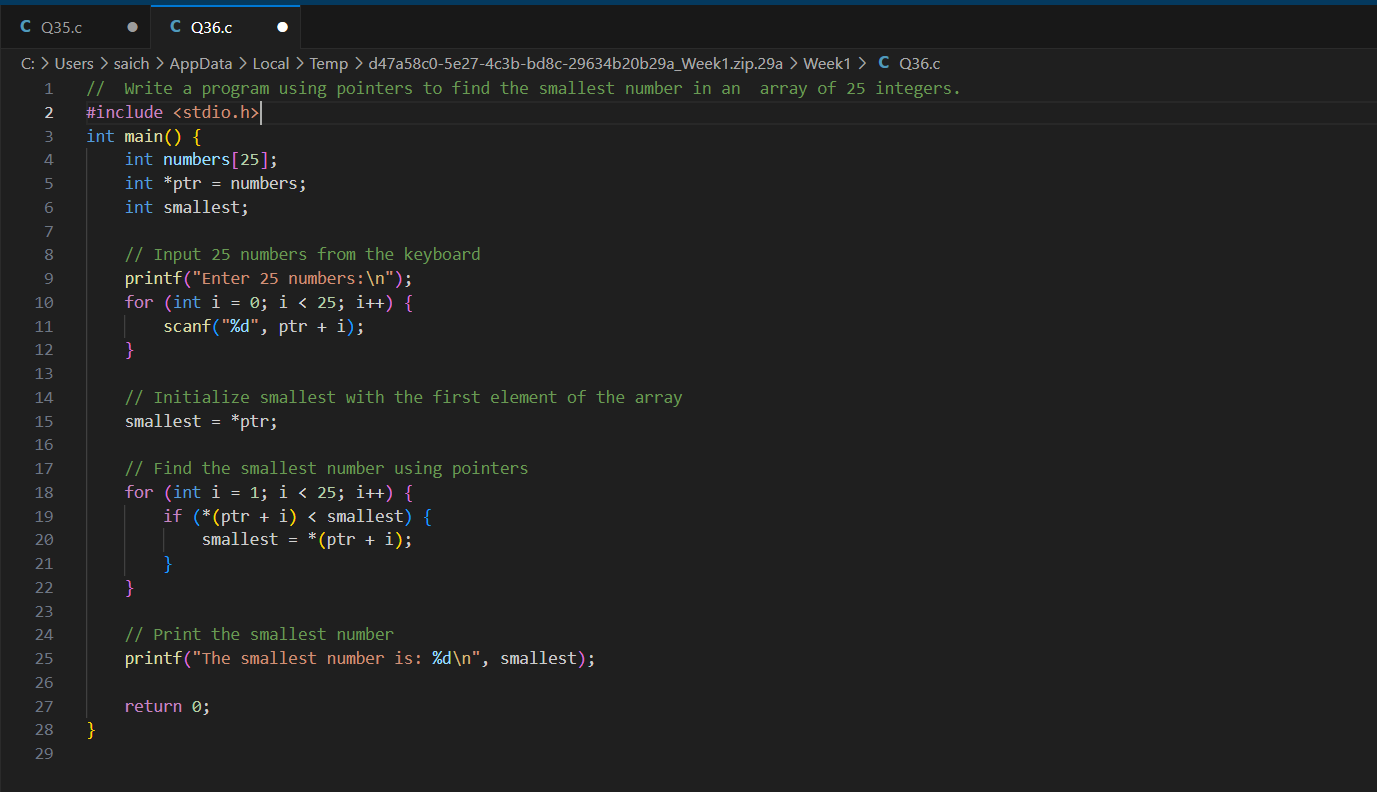 C Q35.c ● C Q36.c ●
C: > Users > saich > AppData > Local > Temp > d47a58c0-5e27-4c3b-bd8c-29634b20b29a_Week1.zip.29a > Week1 > C Q36.c
1 //  Write a program using pointers to find the smallest number in an  array of 25 integers.
2 #include <stdio.h>
3 int main() {
4     int numbers[25];
5     int *ptr = numbers;
6     int smallest;
7
8     // Input 25 numbers from the keyboard
9     printf("Enter 25 numbers:\n");
10     for (int i = 0; i < 25; i++) {
11         scanf("%d", ptr + i);
12     }
13
14     // Initialize smallest with the first element of the array
15     smallest = *ptr;
16
17     // Find the smallest number using pointers
18     for (int i = 1; i < 25; i++) {
19         if (*(ptr + i) < smallest) {
20             smallest = *(ptr + i);
21         }
22     }
23
24     // Print the smallest number
25     printf("The smallest number is: %d\n", smallest);
26
27     return 0;
28 }
29